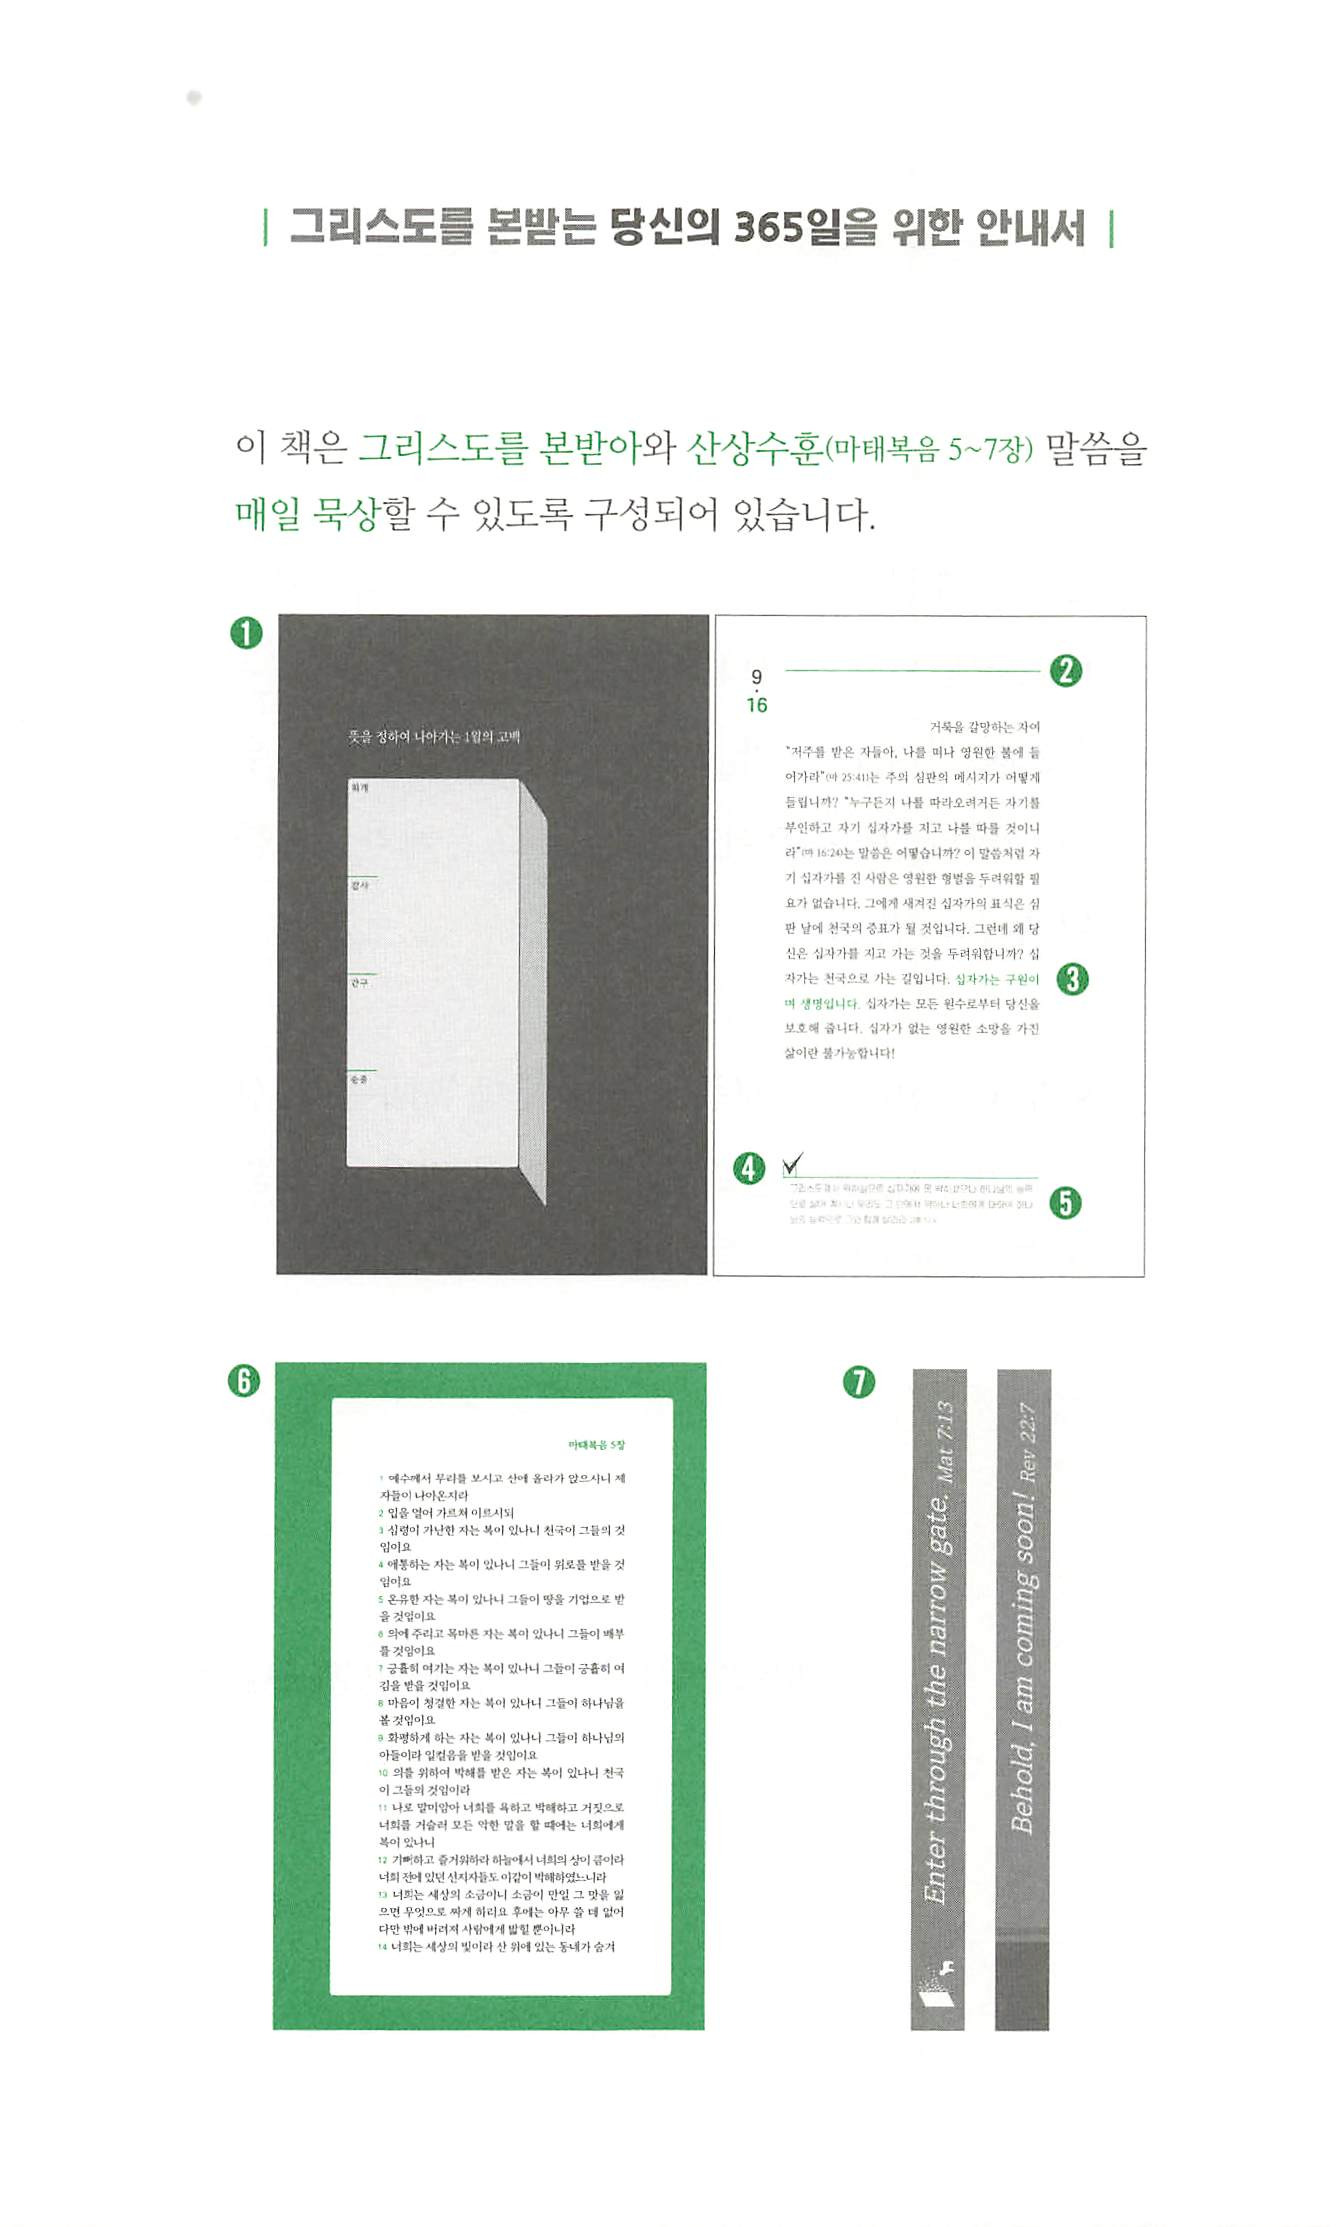 | 그리스도를 본받는 당신의 365일을 위한 안내서 |
이 책은 그리스도를 본받아와 산상수훈(마태복음 5~7장) 말씀을
매일 묵상할 수 있도록 구성되어 있습니다.
1
뜻을 정하여 나아가는 1월의 고백
회개
감사
간구
순종
2
9
·
16
거룩을 갈망하는 자여
"저주를 받은 자들아, 나를 떠나 영원한 불에 들
어가라"(마 25:41)는 주의 심판의 메시지가 어떻게
들립니까? "누구든지 나를 따라오려거든 자기를
부인하고 자기 십자가를 지고 나를 따를 것이니
라"(마 16:24)는 말씀은 어떻습니까? 이 말씀처럼 자
기 십자가를 진 사람은 영원한 형벌을 두려워할 필
요가 없습니다. 그에게 새겨진 십자가의 표식은 심
판 날에 천국의 증표가 될 것입니다. 그런데 왜 당
신은 십자가를 지고 가는 것을 두려워합니까? 십
자가는 천국으로 가는 길입니다. 십자가는 구원이
며 생명입니다. 십자가는 모든 원수로부터 당신을
보호해 줍니다. 십자가 없는 영원한 소망을 가진
삶이란 불가능합니다!
3
4
5
6
마태복음 5장
1 예수께서 무리를 보시고 산에 올라가 앉으시니 제
자들이 나아온지라
2 입을 열어 가르쳐 이르시되
3 심령이 가난한 자는 복이 있나니 천국이 그들의 것
임이요
4 애통하는 자는 복이 있나니 그들이 위로를 받을 것
임이요
5 온유한 자는 복이 있나니 그들이 땅을 기업으로 받
을 것임이요
6 의에 주리고 목마른 자는 복이 있나니 그들이 배부
를 것임이요
7 긍휼히 여기는 자는 복이 있나니 그들이 긍휼히 여
김을 받을 것임이요
8 마음이 청결한 자는 복이 있나니 그들이 하나님을
볼 것임이요
9 화평하게 하는 자는 복이 있나니 그들이 하나님의
아들이라 일컬음을 받을 것임이요
10 의를 위하여 박해를 받은 자는 복이 있나니 천국
이 그들의 것임이라
11 나로 말미암아 너희를 욕하고 박해하고 거짓으로
너희를 거슬러 모든 악한 말을 할 때에는 너희에게
복이 있나니
12 기뻐하고 즐거워하라 하늘에서 너희의 상이 큼이라
너희 전에 있던 선지자들도 이같이 박해하였느니라
13 너희는 세상의 소금이니 소금이 만일 그 맛을 잃
으면 무엇으로 짜게 하리요 후에는 아무 쓸 데 없어
다만 밖에 버려져 사람에게 밟힐 뿐이니라
14 너희는 세상의 빛이라 산 위에 있는 동네가 숨겨
7
Enter through the narrow gate. Mat 7:13
Behold, I am coming soon! Rev 22:7